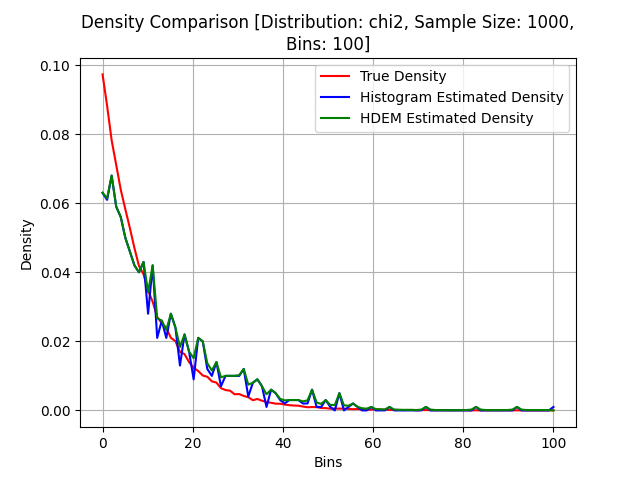 Density Comparison [Distribution: chi2, Sample Size: 1000,
Bins: 100]
True Density
Histogram Estimated Density
HDEM Estimated Density
Density
0.10
0.08
0.06
0.04
0.02
0.00
0 20 40 60 80 100
Bins